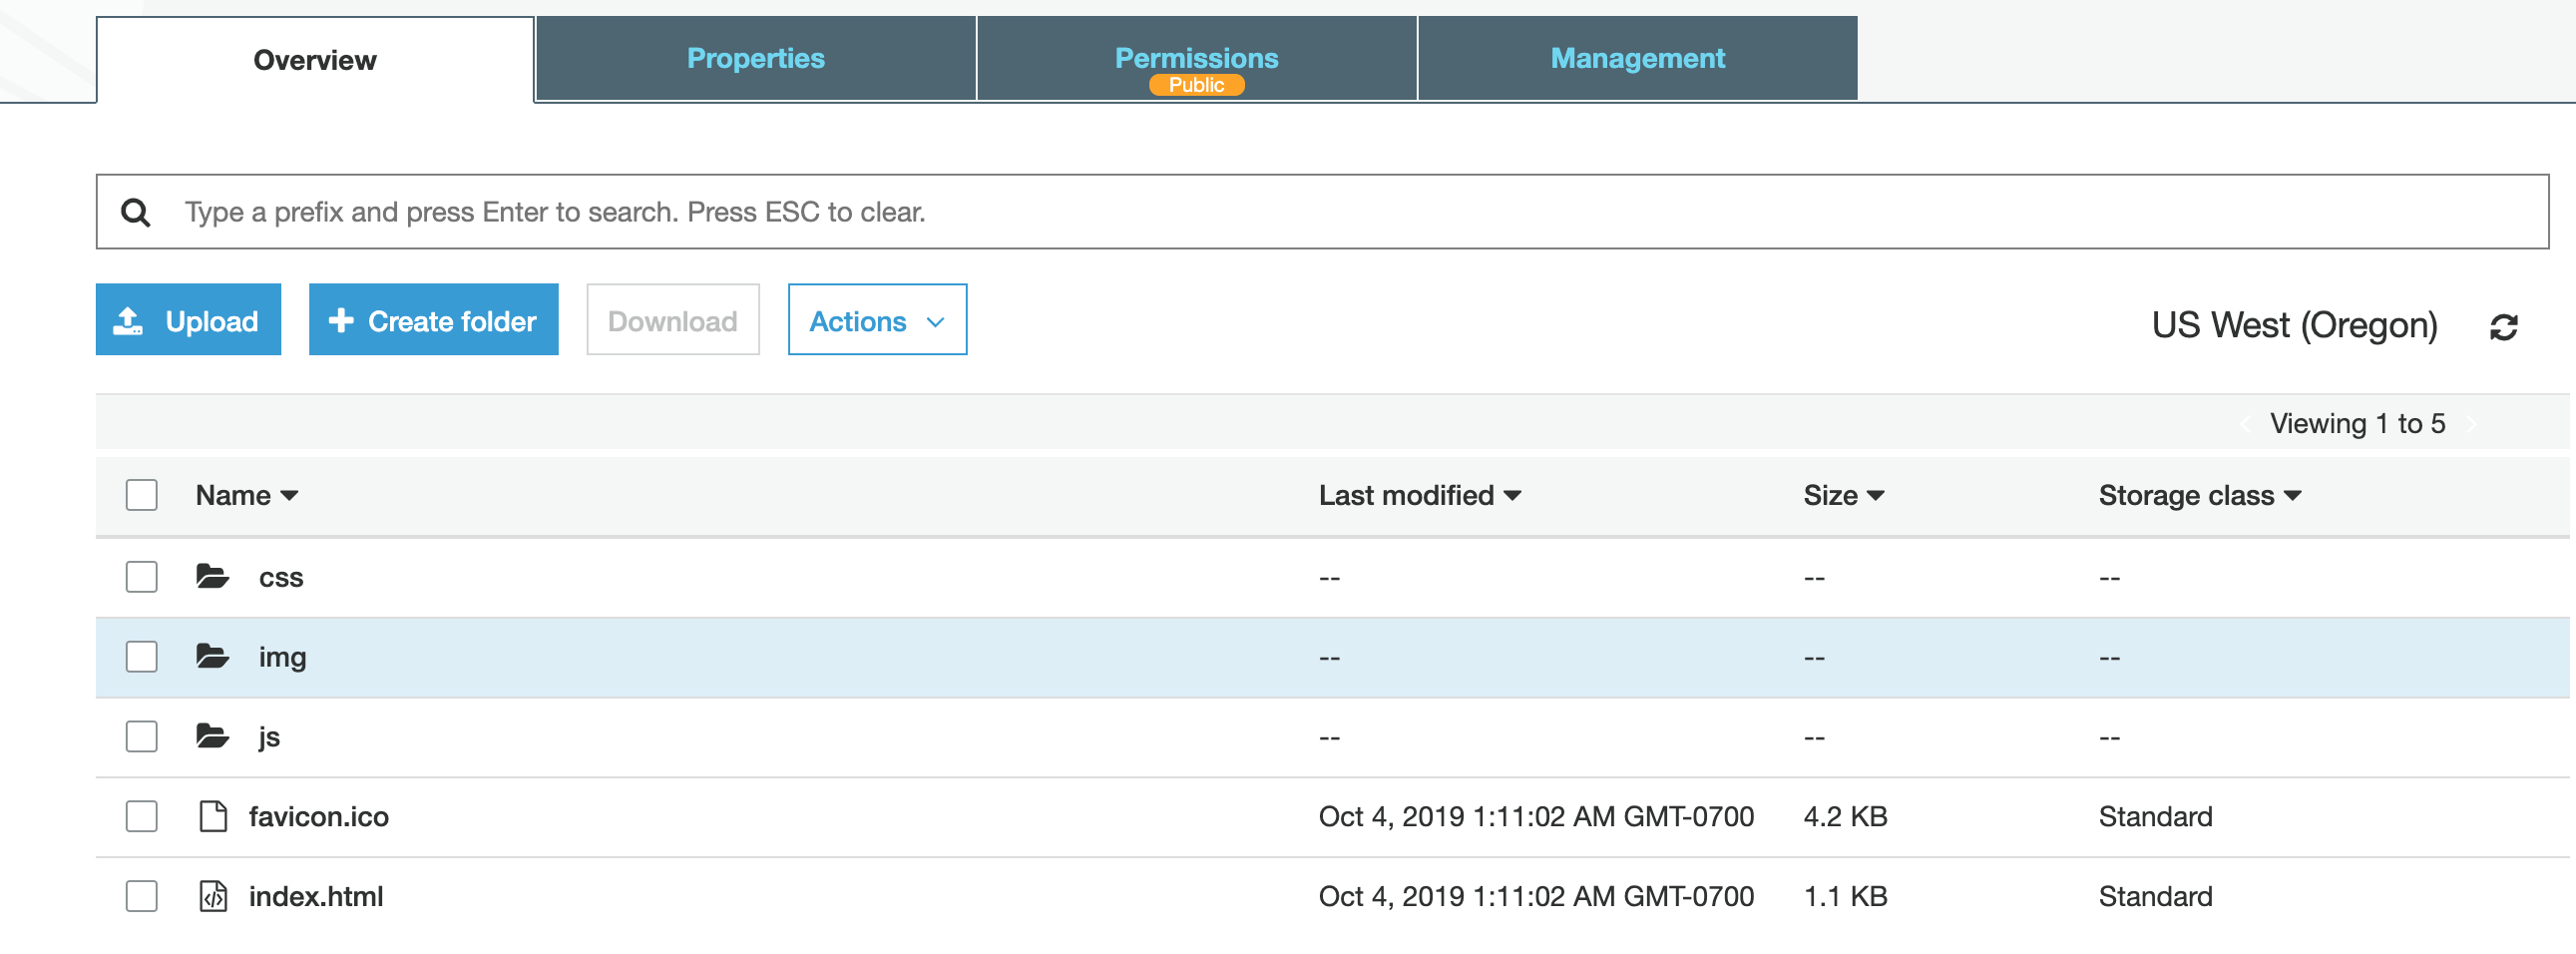 Overview Properties Permissions Management
Public
Type a prefix and press Enter to search. Press ESC to clear.
Upload Create folder Download Actions US West (Oregon)
Viewing 1 to 5
Name Last modified Size Storage class
css -- -- --
img -- -- --
js -- -- --
favicon.ico Oct 4, 2019 1:11:02 AM GMT-0700 4.2 KB Standard
index.html Oct 4, 2019 1:11:02 AM GMT-0700 1.1 KB Standard